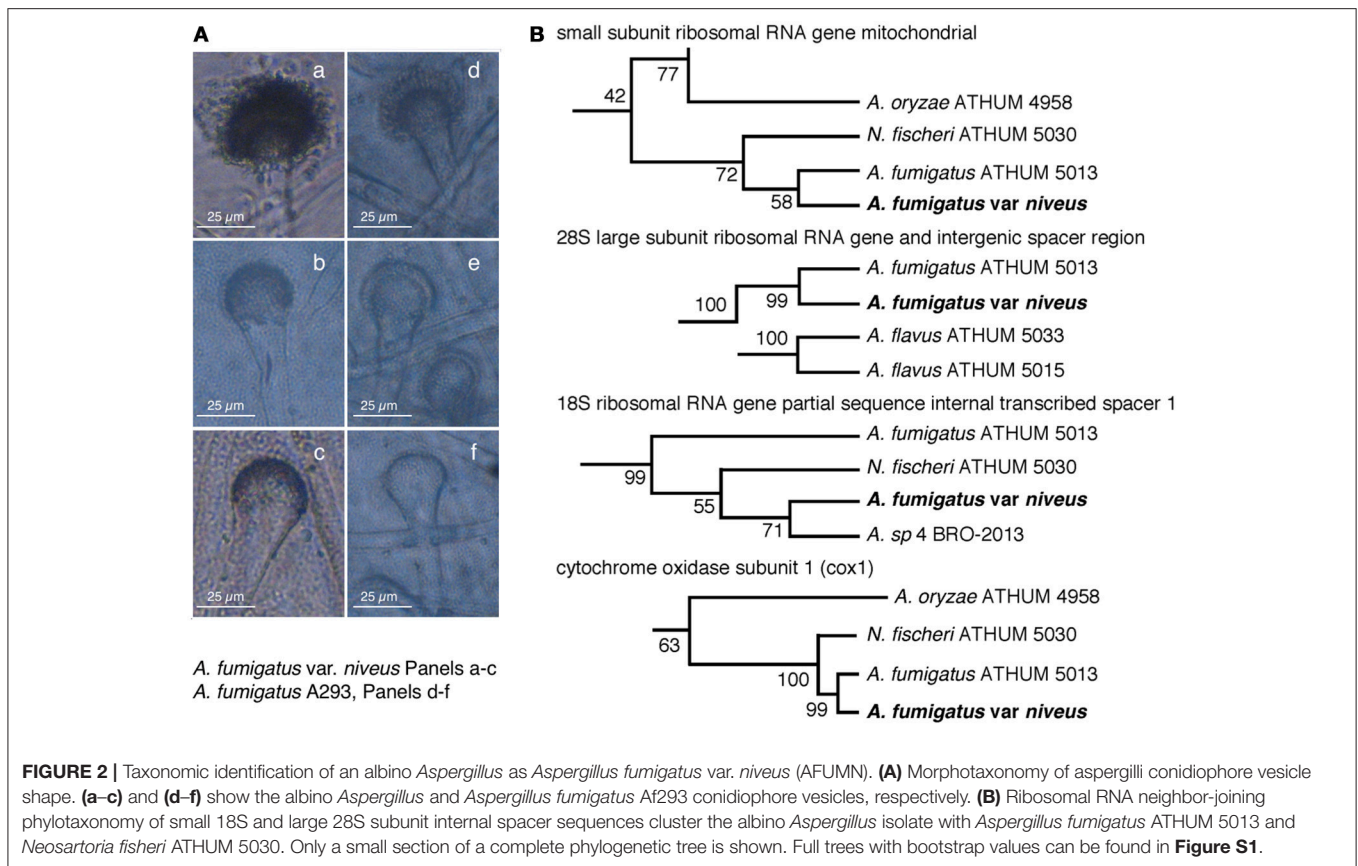 A
a
25 µm
d
25 µm
b
25 µm
e
25 µm
c
25 µm
f
25 µm
A. fumigatus var. niveus Panels a-c
A. fumigatus A293, Panels d-f
B small subunit ribosomal RNA gene mitochondrial
77
42
A. oryzae ATHUM 4958
N. fischeri ATHUM 5030
72
A. fumigatus ATHUM 5013
58
A. fumigatus var niveus
28S large subunit ribosomal RNA gene and intergenic spacer region
A. fumigatus ATHUM 5013
100
99
A. fumigatus var niveus
100
A. flavus ATHUM 5033
A. flavus ATHUM 5015
18S ribosomal RNA gene partial sequence internal transcribed spacer 1
A. fumigatus ATHUM 5013
99
N. fischeri ATHUM 5030
55
A. fumigatus var niveus
71
A. sp 4 BRO-2013
cytochrome oxidase subunit 1 (cox1)
A. oryzae ATHUM 4958
63
N. fischeri ATHUM 5030
100
A. fumigatus ATHUM 5013
99
A. fumigatus var niveus
FIGURE 2 | Taxonomic identification of an albino Aspergillus as Aspergillus fumigatus var. niveus (AFUMN). (A) Morphotaxonomy of aspergilli conidiophore vesicle
shape. (a–c) and (d–f) show the albino Aspergillus and Aspergillus fumigatus Af293 conidiophore vesicles, respectively. (B) Ribosomal RNA neighbor-joining
phylotaxonomy of small 18S and large 28S subunit internal spacer sequences cluster the albino Aspergillus isolate with Aspergillus fumigatus ATHUM 5013 and
Neosartoria fisheri ATHUM 5030. Only a small section of a complete phylogenetic tree is shown. Full trees with bootstrap values can be found in Figure S1.